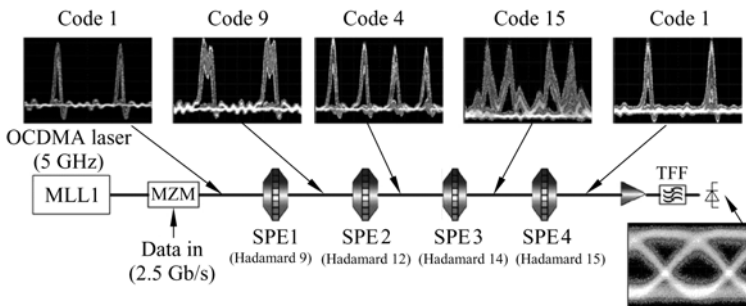 Code 1
Code 9
Code 4
Code 15
Code 1
OCDMA laser
(5 GHz)
MLL1
MZM
Data in
(2.5 Gb/s)
SPE1
(Hadamard 9)
SPE2
(Hadamard 12)
SPE3
(Hadamard 14)
SPE4
(Hadamard 15)
TFF